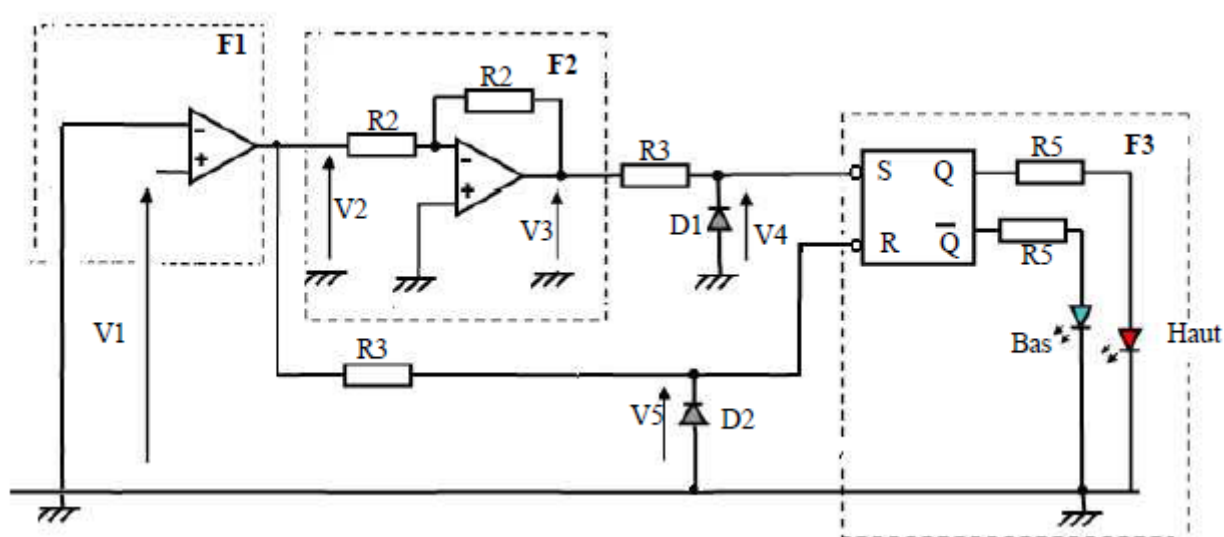 F1
-
+
V1
F2
R2
R2
-
+
V2
V3
R3
D1
V4
R3
V5
D2
F3
S
Q
R
Q̅
R5
R5
Bas
Haut